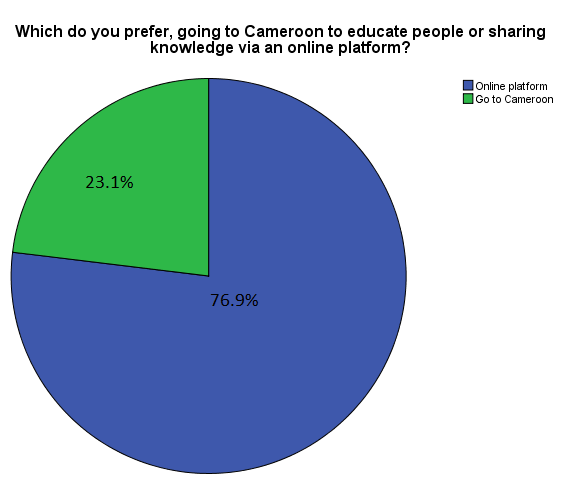 Which do you prefer, going to Cameroon to educate people or sharing
knowledge via an online platform?
Online platform
Go to Cameroon
23.1%
76.9%